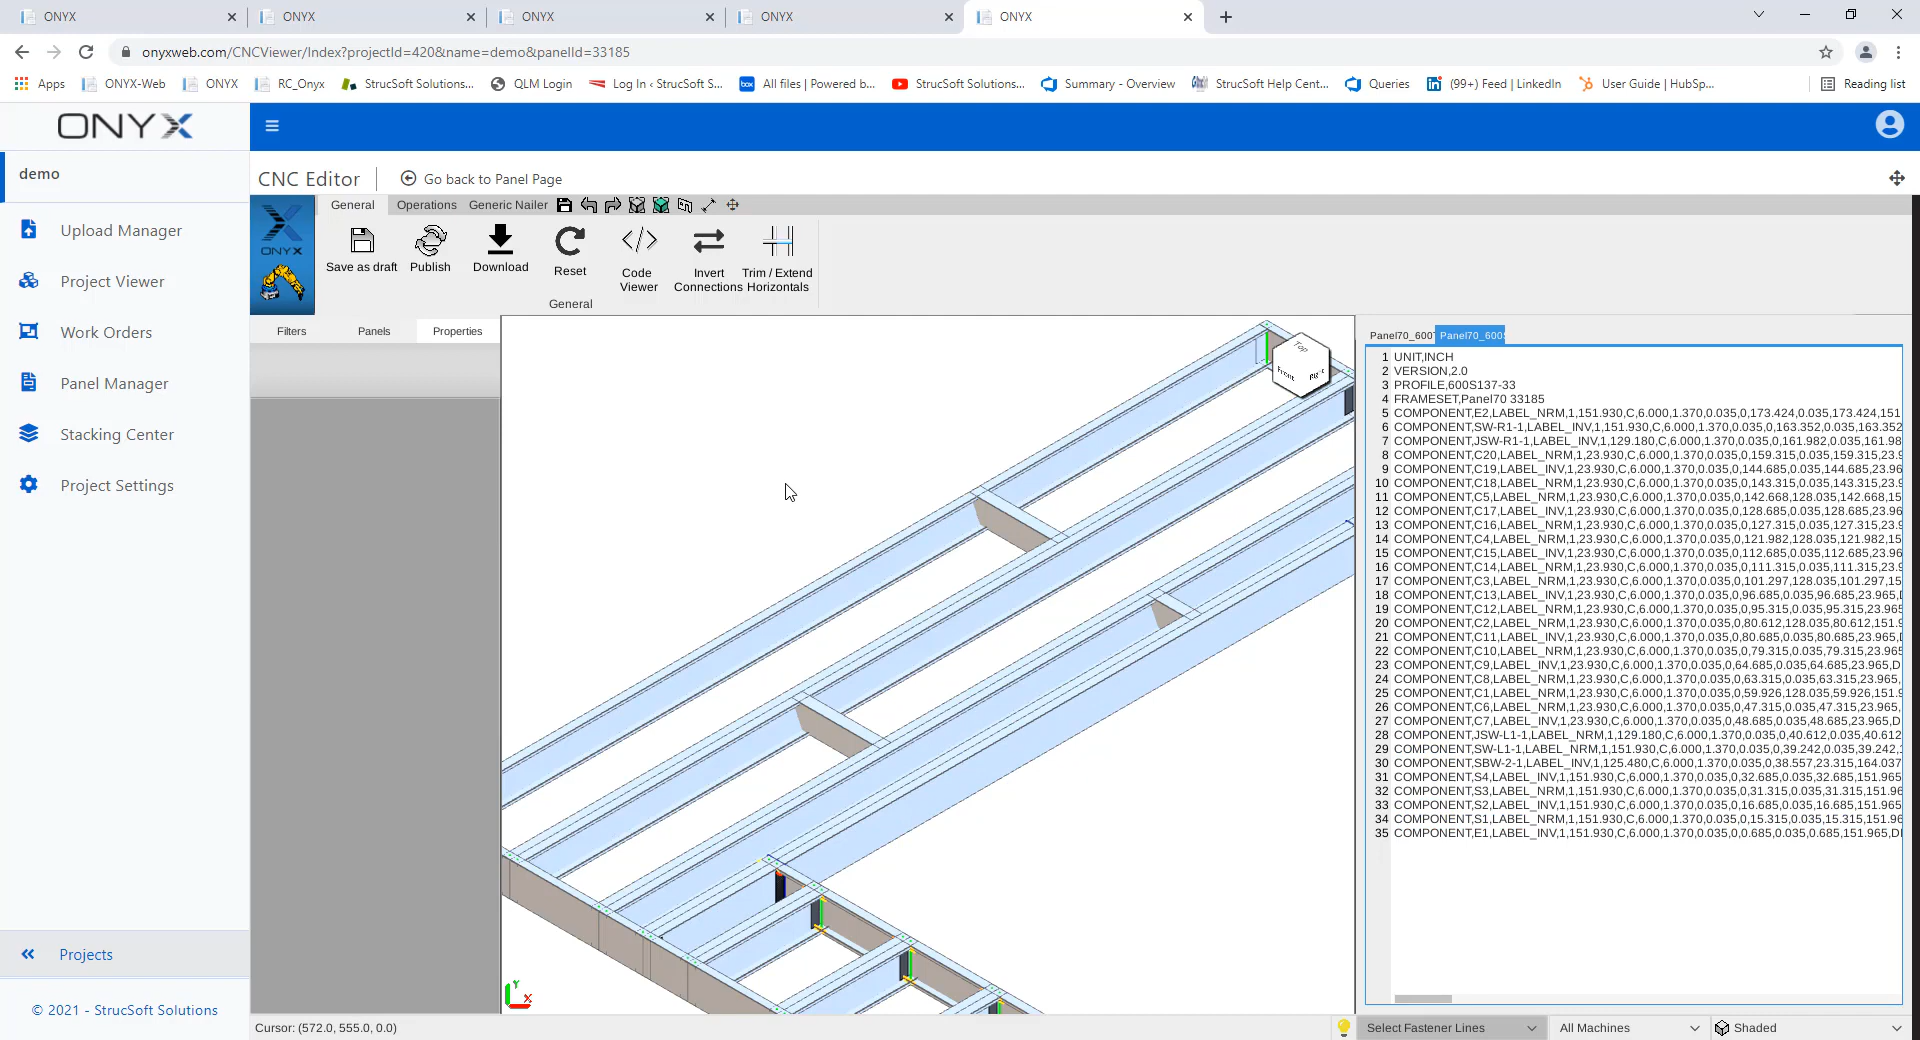 ONYX
ONYX
ONYX
ONYX
ONYX
onyxweb.com/CNCViewer/Index?projectId=420&name=demo&panelId=33185
Apps
ONYX-Web
ONYX
RC_Onyx
StrucSoft Solutions...
QLM Login
Log In ‹ StrucSoft S...
box
All files | Powered b...
StrucSoft Solutions...
Summary - Overview
StrucSoft Help Cent...
Queries
(99+) Feed | LinkedIn
User Guide | HubSp...
Reading list
ONYX
demo
Upload Manager
Project Viewer
Work Orders
Panel Manager
Stacking Center
Project Settings
Projects
© 2021 - StrucSoft Solutions
CNC Editor
Go back to Panel Page
ONYX
General
Operations
Generic Nailer
Save as draft
Publish
Download
Reset
Code Viewer
Invert Connections
Trim / Extend Horizontals
General
Filters
Panels
Properties
Top
Front
Right
Y
X
Panel70_600
Panel70_600
1 UNIT,INCH
2 VERSION,2.0
3 PROFILE,600S137-33
4 FRAMESET,Panel70 33185
5 COMPONENT,E2,LABEL_NRM,1,151.930,C,6.000,1.370,0.035,0,173.424,0.035,173.424,151
6 COMPONENT,SW-R1-1,LABEL_INV,1,151.930,C,6.000,1.370,0.035,0,163.352,0.035,163.352
7 COMPONENT,JSW-R1-1,LABEL_INV,1,129.180,C,6.000,1.370,0.035,0,161.982,0.035,161.98
8 COMPONENT,C20,LABEL_NRM,1,23.930,C,6.000,1.370,0.035,0,159.315,0.035,159.315,23.9
9 COMPONENT,C19,LABEL_INV,1,23.930,C,6.000,1.370,0.035,0,144.685,0.035,144.685,23.96
10 COMPONENT,C18,LABEL_NRM,1,23.930,C,6.000,1.370,0.035,0,143.315,0.035,143.315,23.9
11 COMPONENT,C5,LABEL_NRM,1,23.930,C,6.000,1.370,0.035,0,142.668,128.035,142.668,15
12 COMPONENT,C17,LABEL_INV,1,23.930,C,6.000,1.370,0.035,0,128.685,0.035,128.685,23.96
13 COMPONENT,C16,LABEL_NRM,1,23.930,C,6.000,1.370,0.035,0,127.315,0.035,127.315,23.9
14 COMPONENT,C4,LABEL_NRM,1,23.930,C,6.000,1.370,0.035,0,121.982,128.035,121.982,15
15 COMPONENT,C15,LABEL_INV,1,23.930,C,6.000,1.370,0.035,0,112.685,0.035,112.685,23.96
16 COMPONENT,C14,LABEL_NRM,1,23.930,C,6.000,1.370,0.035,0,111.315,0.035,111.315,23.9
17 COMPONENT,C3,LABEL_NRM,1,23.930,C,6.000,1.370,0.035,0,101.297,128.035,101.297,15
18 COMPONENT,C13,LABEL_INV,1,23.930,C,6.000,1.370,0.035,0,96.685,0.035,96.685,23.965,
19 COMPONENT,C12,LABEL_NRM,1,23.930,C,6.000,1.370,0.035,0,95.315,0.035,95.315,23.965
20 COMPONENT,C2,LABEL_NRM,1,23.930,C,6.000,1.370,0.035,0,80.612,128.035,80.612,151.9
21 COMPONENT,C11,LABEL_INV,1,23.930,C,6.000,1.370,0.035,0,80.685,0.035,80.685,23.965,
22 COMPONENT,C10,LABEL_NRM,1,23.930,C,6.000,1.370,0.035,0,79.315,0.035,79.315,23.965
23 COMPONENT,C9,LABEL_INV,1,23.930,C,6.000,1.370,0.035,0,64.685,0.035,64.685,23.965,D
24 COMPONENT,C8,LABEL_NRM,1,23.930,C,6.000,1.370,0.035,0,63.315,0.035,63.315,23.965,
25 COMPONENT,C1,LABEL_NRM,1,23.930,C,6.000,1.370,0.035,0,59.926,128.035,59.926,151.9
26 COMPONENT,C6,LABEL_NRM,1,23.930,C,6.000,1.370,0.035,0,47.315,0.035,47.315,23.965,
27 COMPONENT,C7,LABEL_INV,1,23.930,C,6.000,1.370,0.035,0,48.685,0.035,48.685,23.965,D
28 COMPONENT,JSW-L1-1,LABEL_NRM,1,129.180,C,6.000,1.370,0.035,0,40.612,0.035,40.612
29 COMPONENT,SW-L1-1,LABEL_NRM,1,151.930,C,6.000,1.370,0.035,0,39.242,0.035,39.242,
30 COMPONENT,SBW-2-1,LABEL_INV,1,125.480,C,6.000,1.370,0.035,0,38.557,23.315,164.037
31 COMPONENT,S4,LABEL_INV,1,151.930,C,6.000,1.370,0.035,0,32.685,0.035,32.685,151.965
32 COMPONENT,S3,LABEL_NRM,1,151.930,C,6.000,1.370,0.035,0,31.315,0.035,31.315,151.96
33 COMPONENT,S2,LABEL_INV,1,151.930,C,6.000,1.370,0.035,0,16.685,0.035,16.685,151.965
34 COMPONENT,S1,LABEL_NRM,1,151.930,C,6.000,1.370,0.035,0,15.315,0.035,15.315,151.96
35 COMPONENT,E1,LABEL_INV,1,151.930,C,6.000,1.370,0.035,0,0.685,0.035,0.685,151.965,D
Cursor: (572.0, 555.0, 0.0)
Select Fastener Lines
All Machines
Shaded